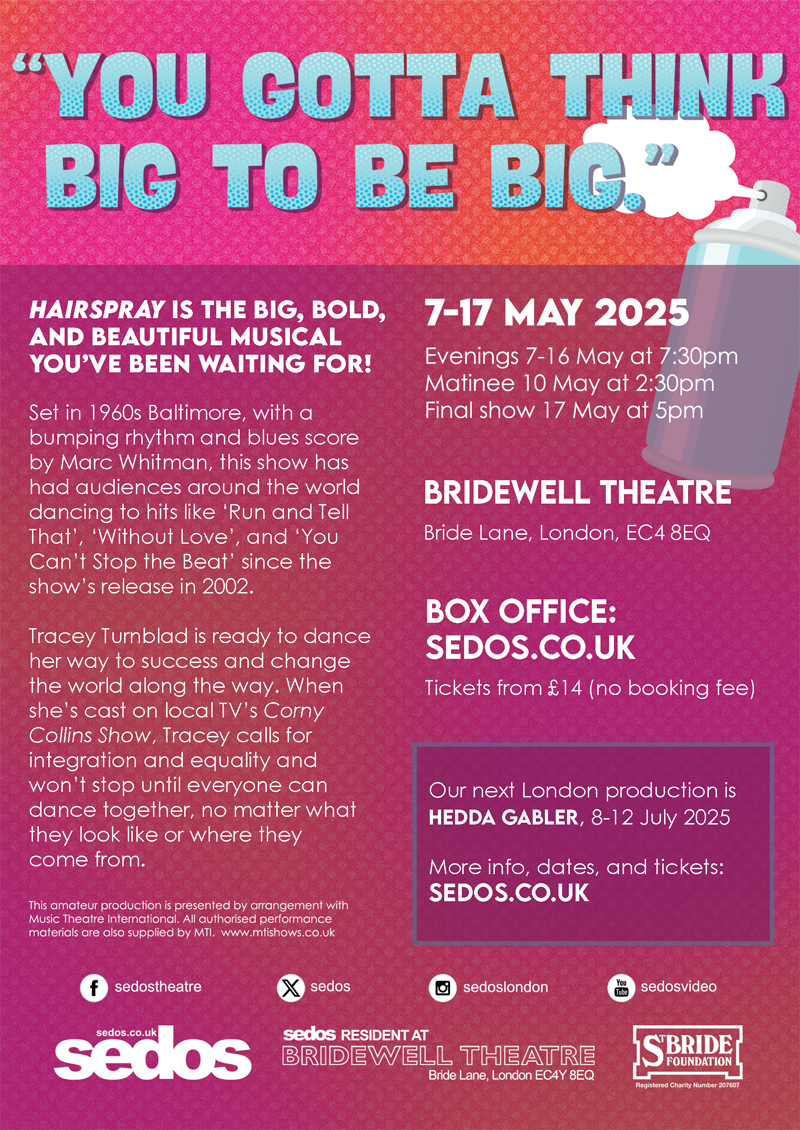 “YOU GOTTA THINK
BIG TO BE BIG.”
HAIRSPRAY IS THE BIG, BOLD,
AND BEAUTIFUL MUSICAL
YOU’VE BEEN WAITING FOR!
Set in 1960s Baltimore, with a
bumping rhythm and blues score
by Marc Whitman, this show has
had audiences around the world
dancing to hits like ‘Run and Tell
That’, ‘Without Love’, and ‘You
Can’t Stop the Beat’ since the
show’s release in 2002.
Tracey Turnblad is ready to dance
her way to success and change
the world along the way. When
she’s cast on local TV’s Corny
Collins Show, Tracey calls for
integration and equality and
won’t stop until everyone can
dance together, no matter what
they look like or where they
come from.
This amateur production is presented by arrangement with
Music Theatre International. All authorised performance
materials are also supplied by MTI. www.mtishows.co.uk
7-17 MAY 2025
Evenings 7-16 May at 7:30pm
Matinee 10 May at 2:30pm
Final show 17 May at 5pm
BRIDEWELL THEATRE
Bride Lane, London, EC4 8EQ
BOX OFFICE:
SEDOS.CO.UK
Tickets from £14 (no booking fee)
Our next London production is
HEDDA GABLER, 8-12 July 2025
More info, dates, and tickets:
SEDOS.CO.UK
f sedostheatre
X sedos
sedoslondon
You
Tube
sedosvideo
sedos.co.uk
sedos
sedos RESIDENT AT
BRIDEWELL THEATRE
Bride Lane, London EC4Y 8EQ
ST BRIDE
FOUNDATION
Registered Charity Number 207607